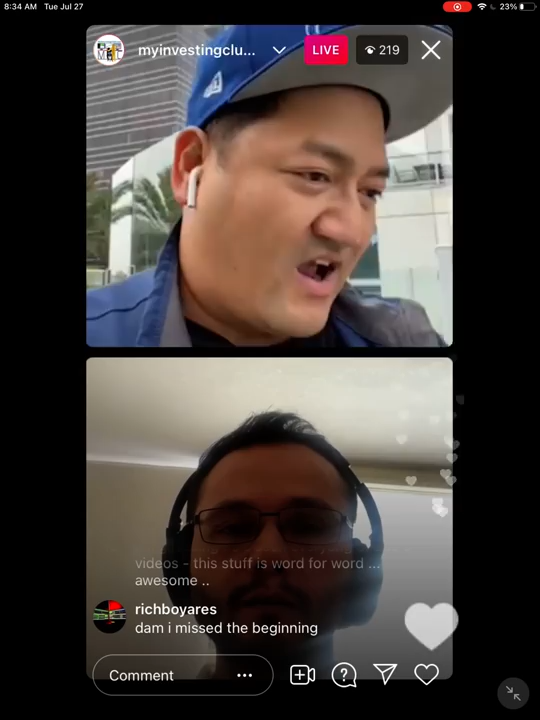 8:34 AM Tue Jul 27
23%
myinvestingclu...
LIVE
219
videos - this stuff is word for word ...
awesome ..
richboyares
dam i missed the beginning
Comment